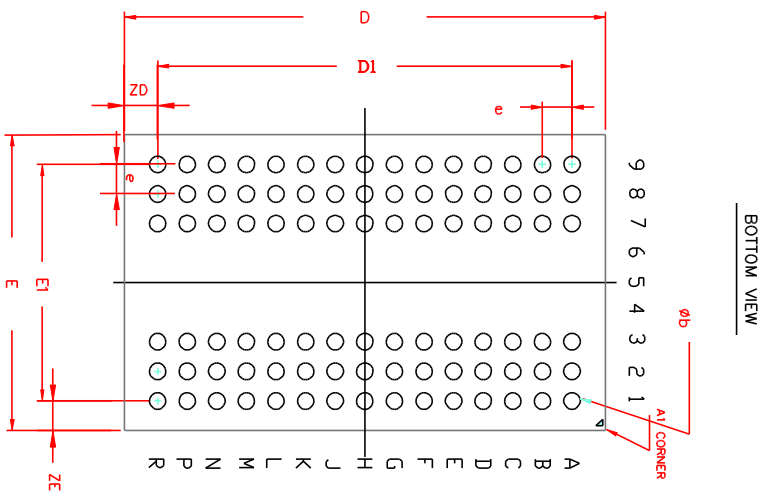 D
D1
ZD
e
e
E
E1
9
8
7
6
5
4
3
2
1
BOTTOM VIEW
Øb
A1 CORNER
R P N M L K J H G F E D C B A
ZE